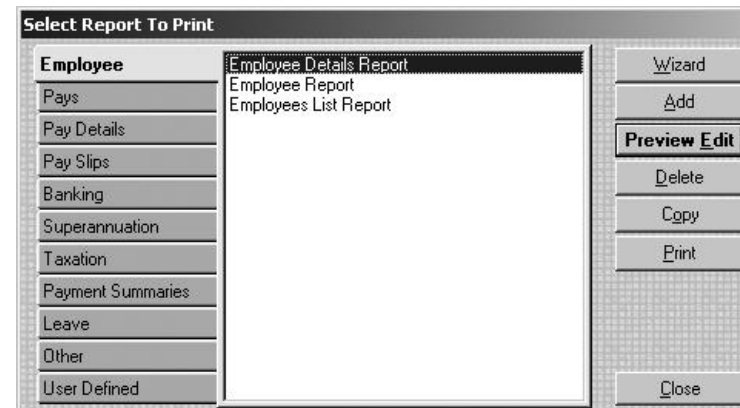 Select Report To Print
Employee
Pays
Pay Details
Pay Slips
Banking
Superannuation
Taxation
Payment Summaries
Leave
Other
User Defined
Employee Details Report
Employee Report
Employees List Report
Wizard
Add
Preview Edit
Delete
Copy
Print
Close